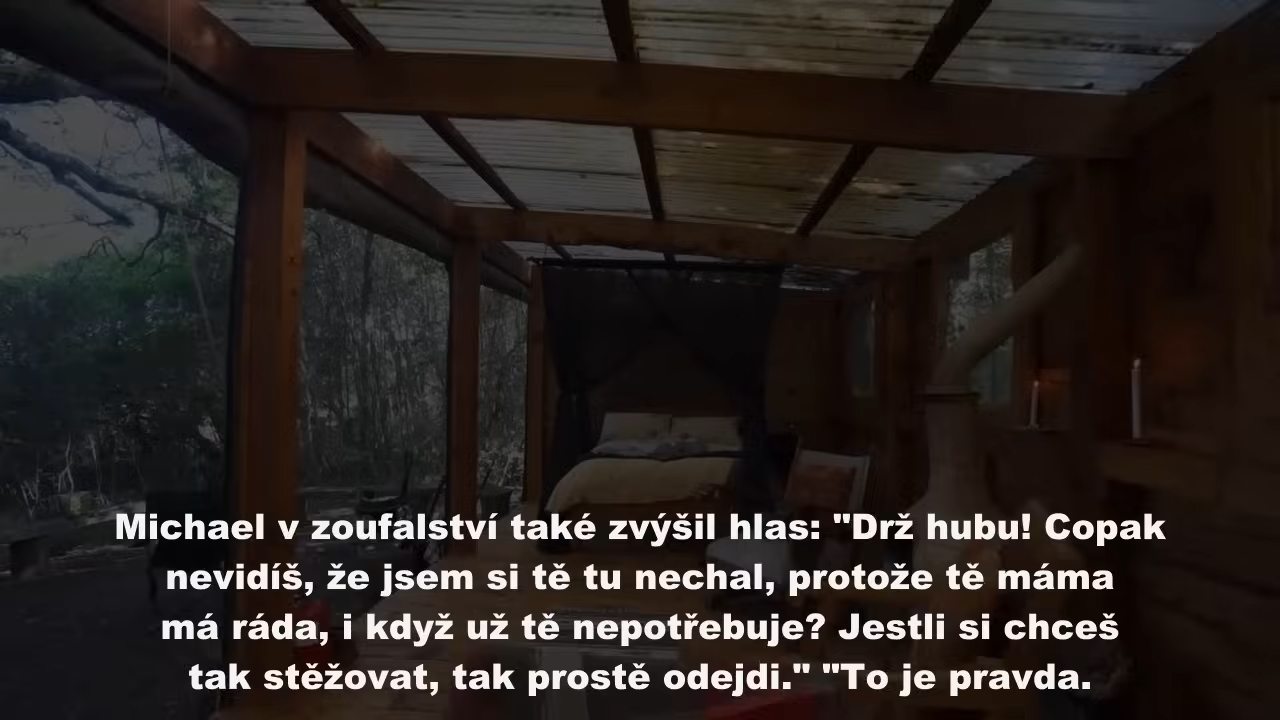 Michael v zoufalství také zvýšil hlas: "Drž hubu! Copak
nevidíš, že jsem si tě tu nechal, protože tě máma
má ráda, i když už tě nepotřebuje? Jestli si chceš
tak stěžovat, tak prostě odejdi." "To je pravda.